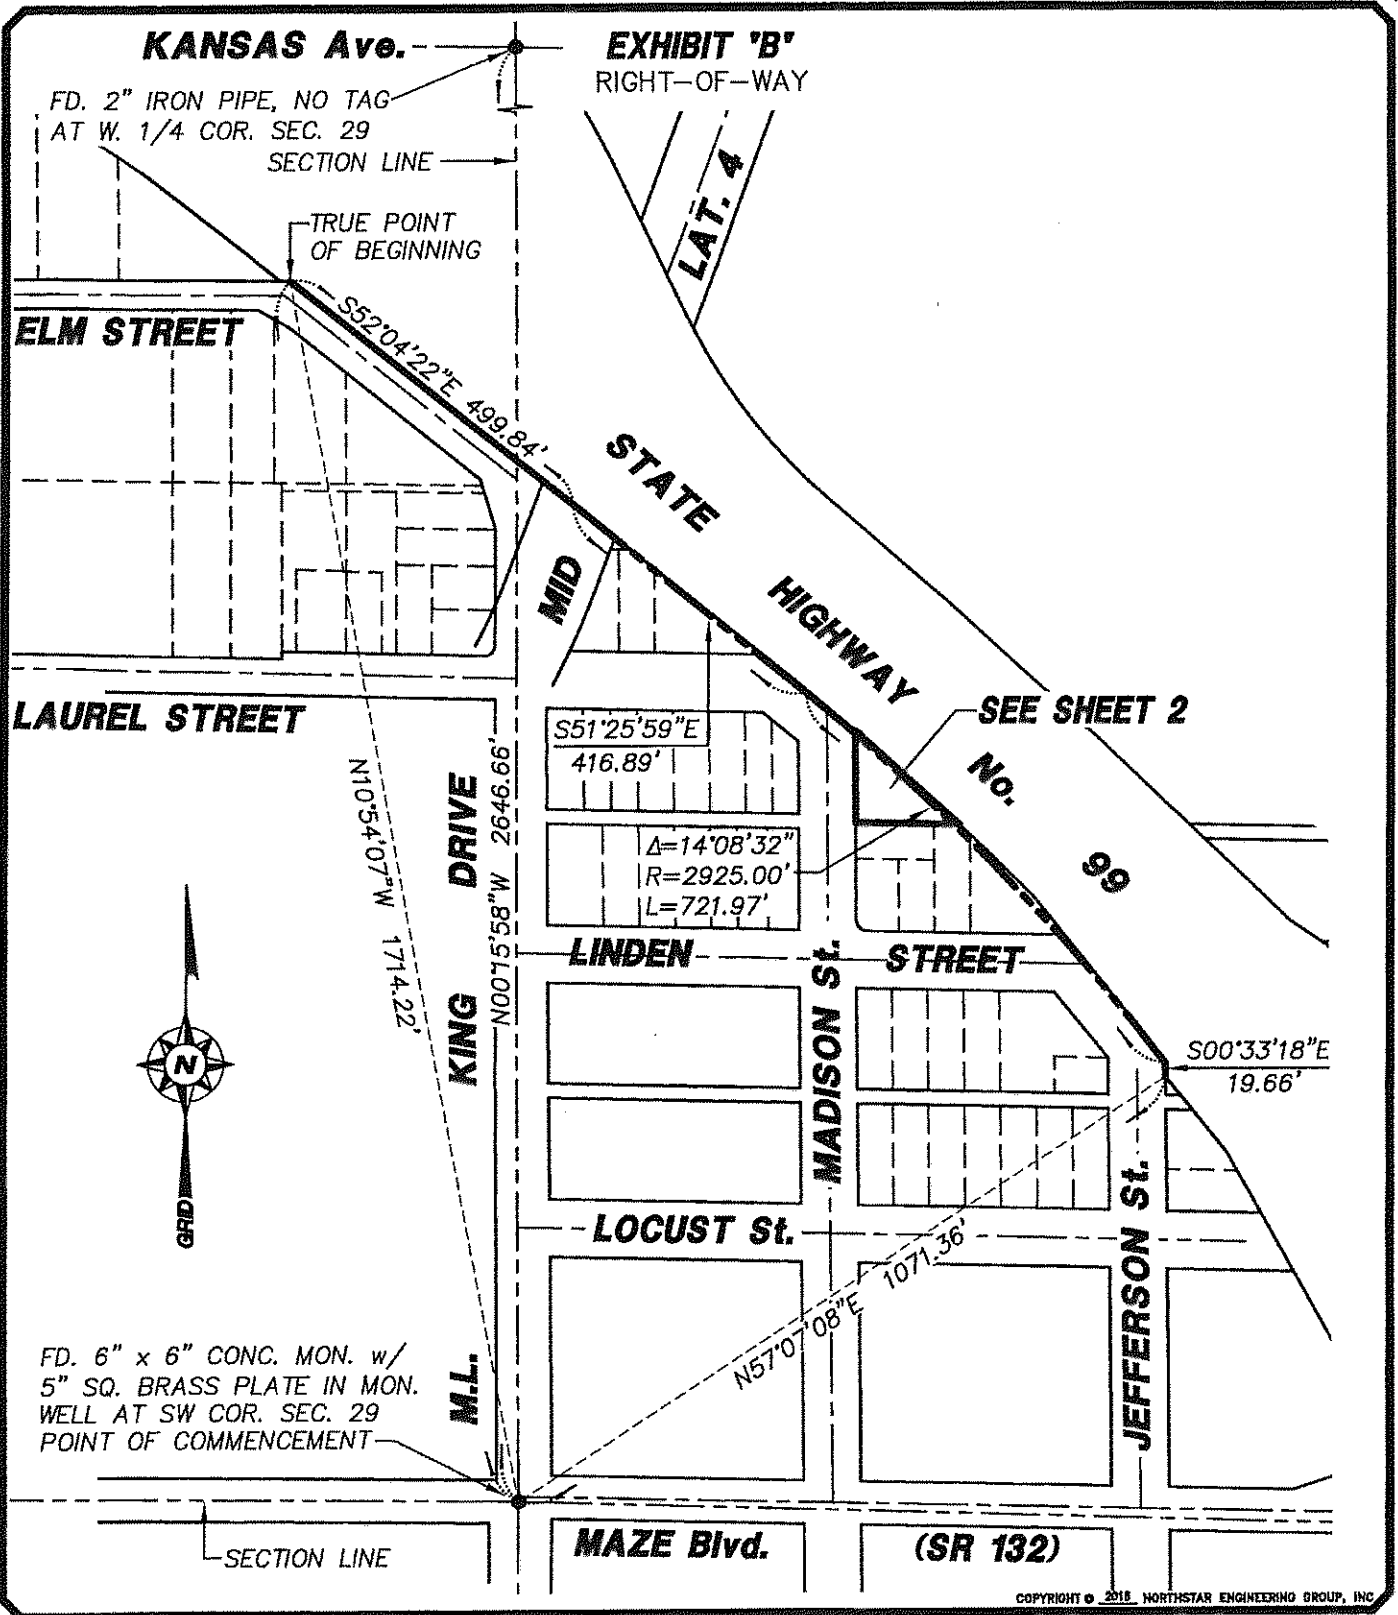 KANSAS Ave.
EXHIBIT "B"
RIGHT-OF-WAY
FD. 2" IRON PIPE, NO TAG
AT W. 1/4 COR. SEC. 29
SECTION LINE
LAT. 4
TRUE POINT
OF BEGINNING
ELM STREET
S52°04'22"E 499.84'
STATE
HIGHWAY
No.
99
MID
SEE SHEET 2
LAUREL STREET
S51°25'59"E
416.89'
N10°54'07"W 1714.22'
M.L. KING DRIVE
N00°15'58"W 2646.66'
Δ=14°08'32"
R=2925.00'
L=721.97'
LINDEN STREET
MADISON St.
N
GRID
S00°33'18"E
19.66'
LOCUST St.
JEFFERSON St.
N57°07'08"E 1071.36'
FD. 6" x 6" CONC. MON. w/
5" SQ. BRASS PLATE IN MON.
WELL AT SW COR. SEC. 29
POINT OF COMMENCEMENT
SECTION LINE
MAZE Blvd. (SR 132)
COPYRIGHT © 2015 NORTHSTAR ENGINEERING GROUP, INC